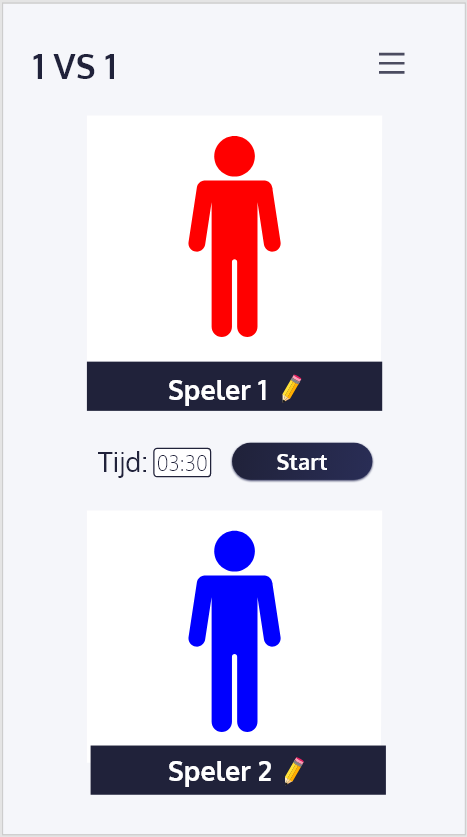 1 VS 1
Speler 1
Tijd: 03:30 Start
Speler 2